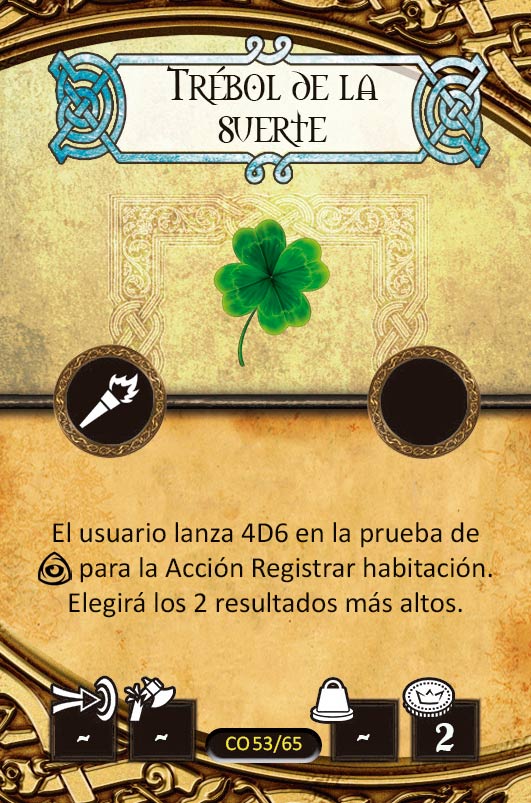 Trébol de la
suerte
El usuario lanza 4D6 en la prueba de
para la Acción Registrar habitación.
Elegirá los 2 resultados más altos.
~ ~ CO 53/65 ~ 2